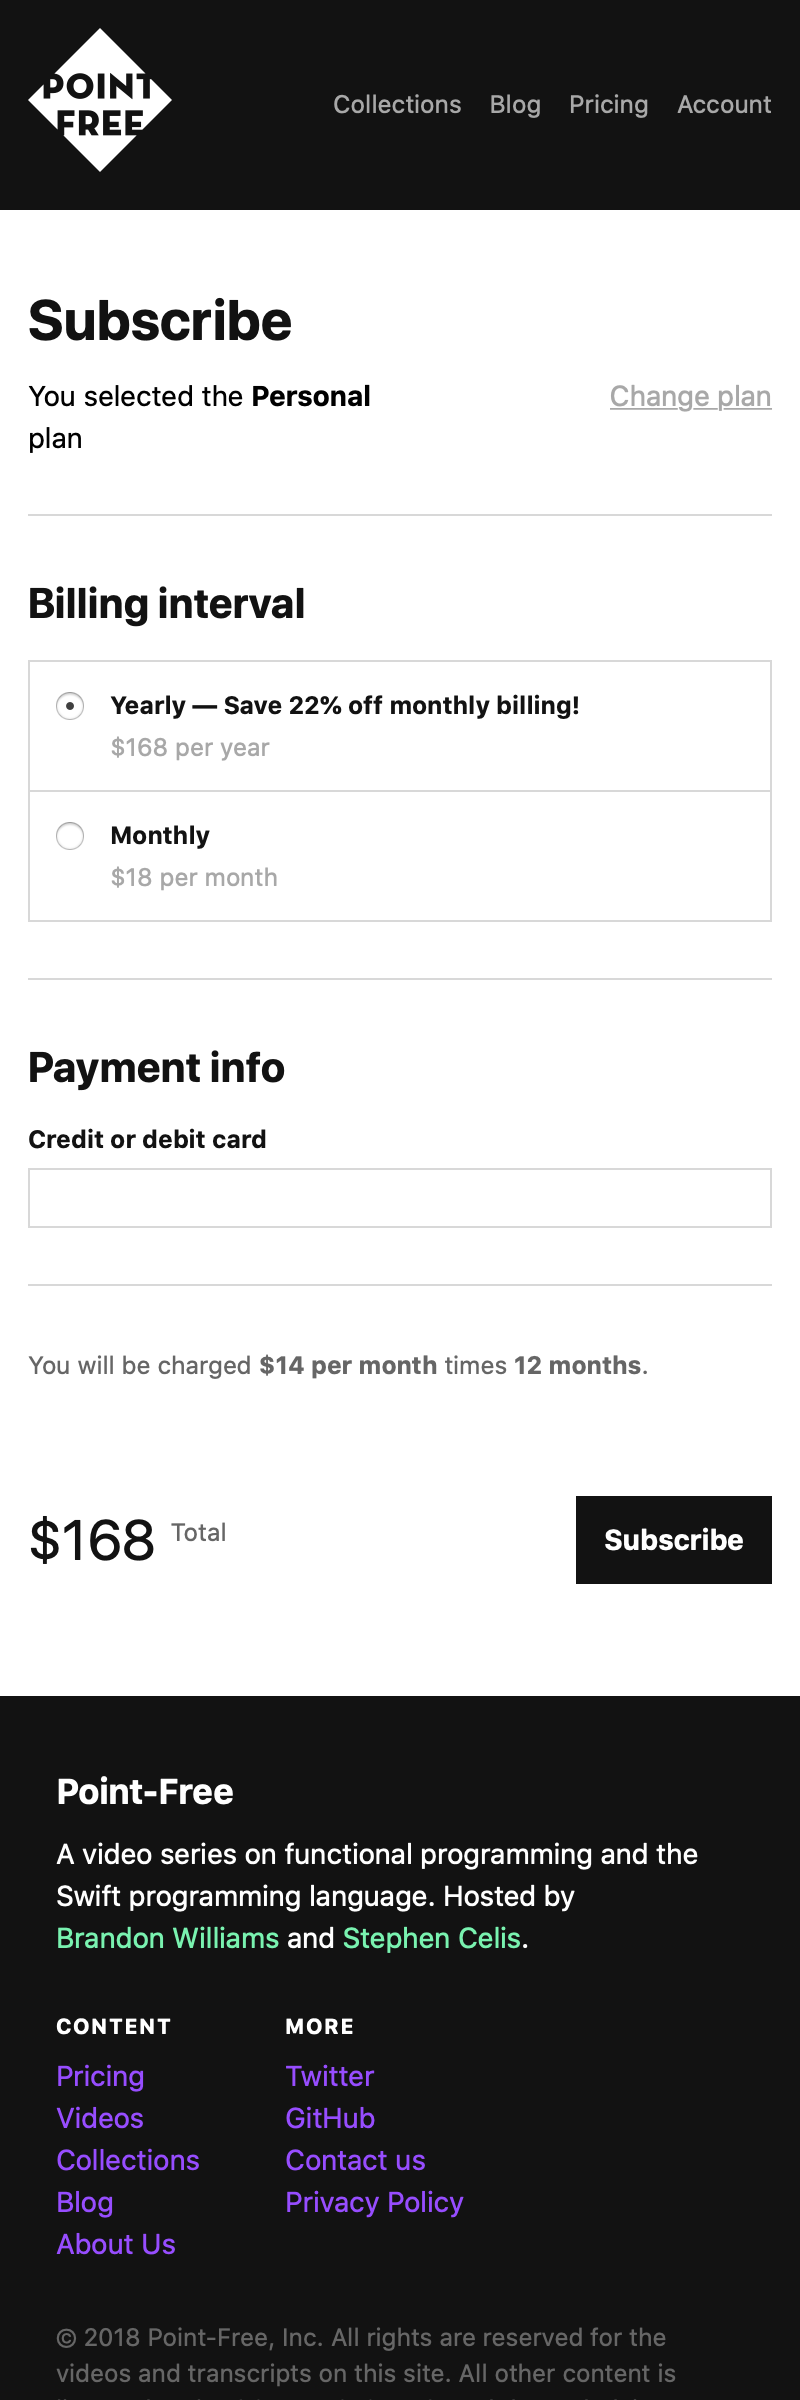 POINT
FREE
Collections Blog Pricing Account
Subscribe
You selected the Personal plan
Change plan
Billing interval
Yearly — Save 22% off monthly billing!
$168 per year
Monthly
$18 per month
Payment info
Credit or debit card
You will be charged $14 per month times 12 months.
$168 Total
Subscribe
Point-Free
A video series on functional programming and the
Swift programming language. Hosted by
Brandon Williams and Stephen Celis.
CONTENT
Pricing
Videos
Collections
Blog
About Us
MORE
Twitter
GitHub
Contact us
Privacy Policy
© 2018 Point-Free, Inc. All rights are reserved for the
videos and transcripts on this site. All other content is